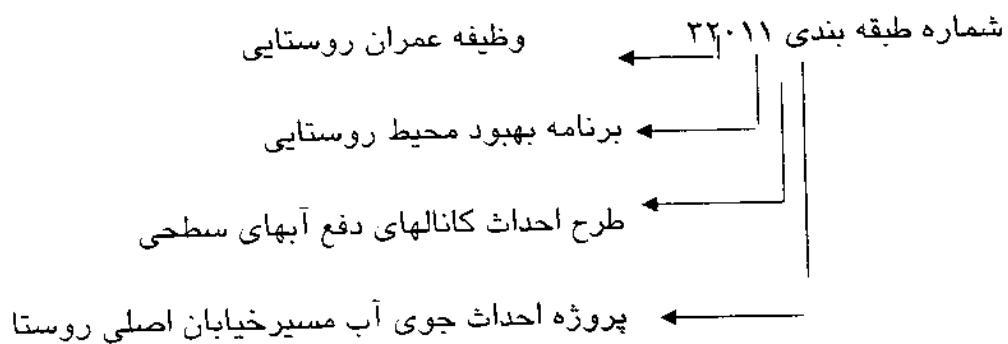 شماره طبقه بندی ۳۲۰۱۱ وظیفه عمران روستایی
برنامه بهبود محیط روستایی
طرح احداث کانالهای دفع آبهای سطحی
پروژه احداث جوی آب مسیرخیابان اصلی روستا